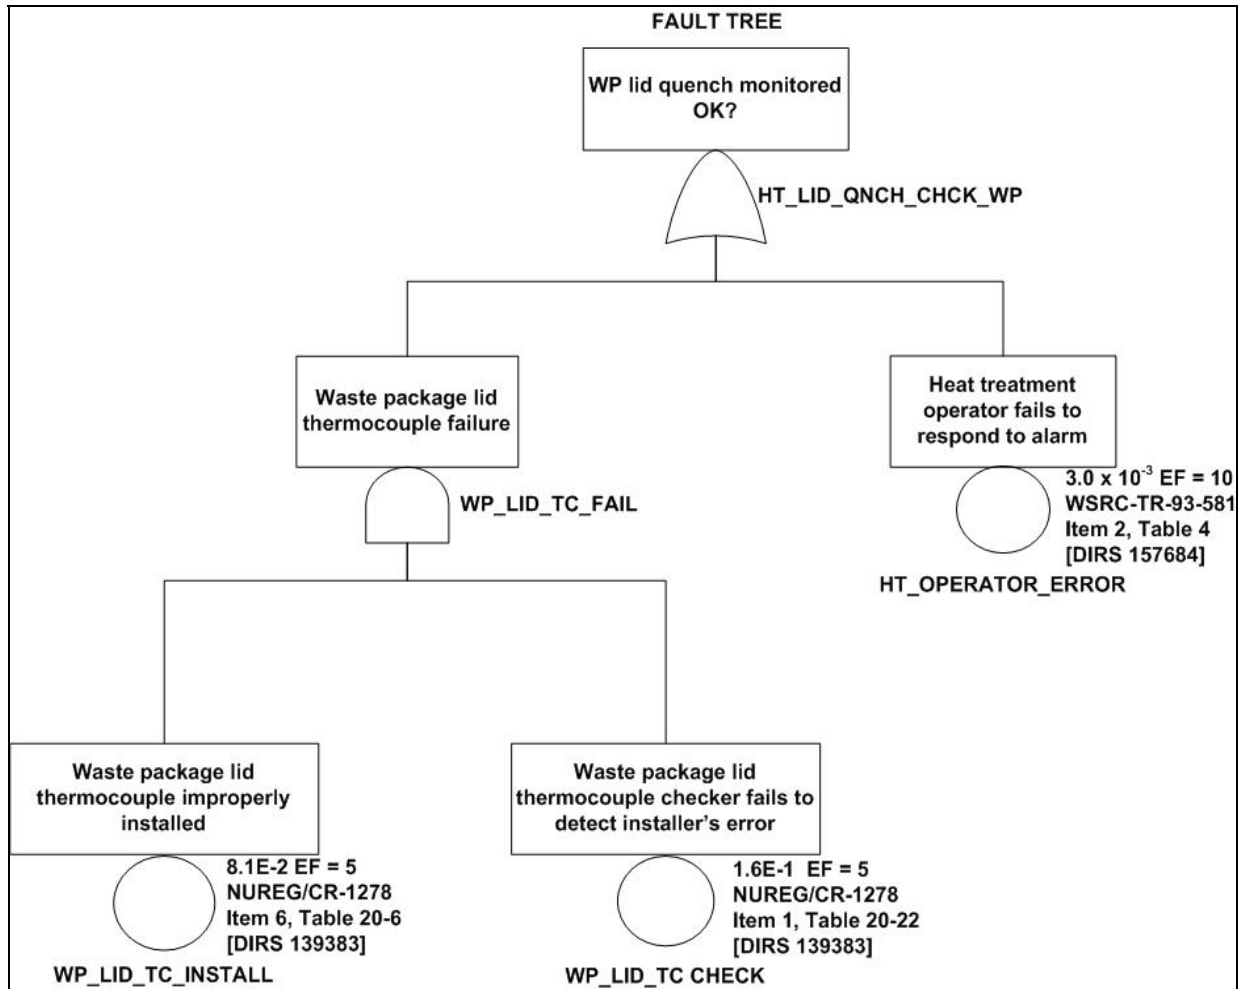 FAULT TREE
WP lid quench monitored
OK?
HT_LID_QNCH_CHCK_WP
Waste package lid
thermocouple failure
WP_LID_TC_FAIL
Heat treatment
operator fails to
respond to alarm
3.0 x 10⁻³ EF = 10
WSRC-TR-93-581
Item 2, Table 4
[DIRS 157684]
HT_OPERATOR_ERROR
Waste package lid
thermocouple improperly
installed
8.1E-2 EF = 5
NUREG/CR-1278
Item 6, Table 20-6
[DIRS 139383]
WP_LID_TC_INSTALL
Waste package lid
thermocouple checker fails to
detect installer's error
1.6E-1 EF = 5
NUREG/CR-1278
Item 1, Table 20-22
[DIRS 139383]
WP_LID_TC CHECK